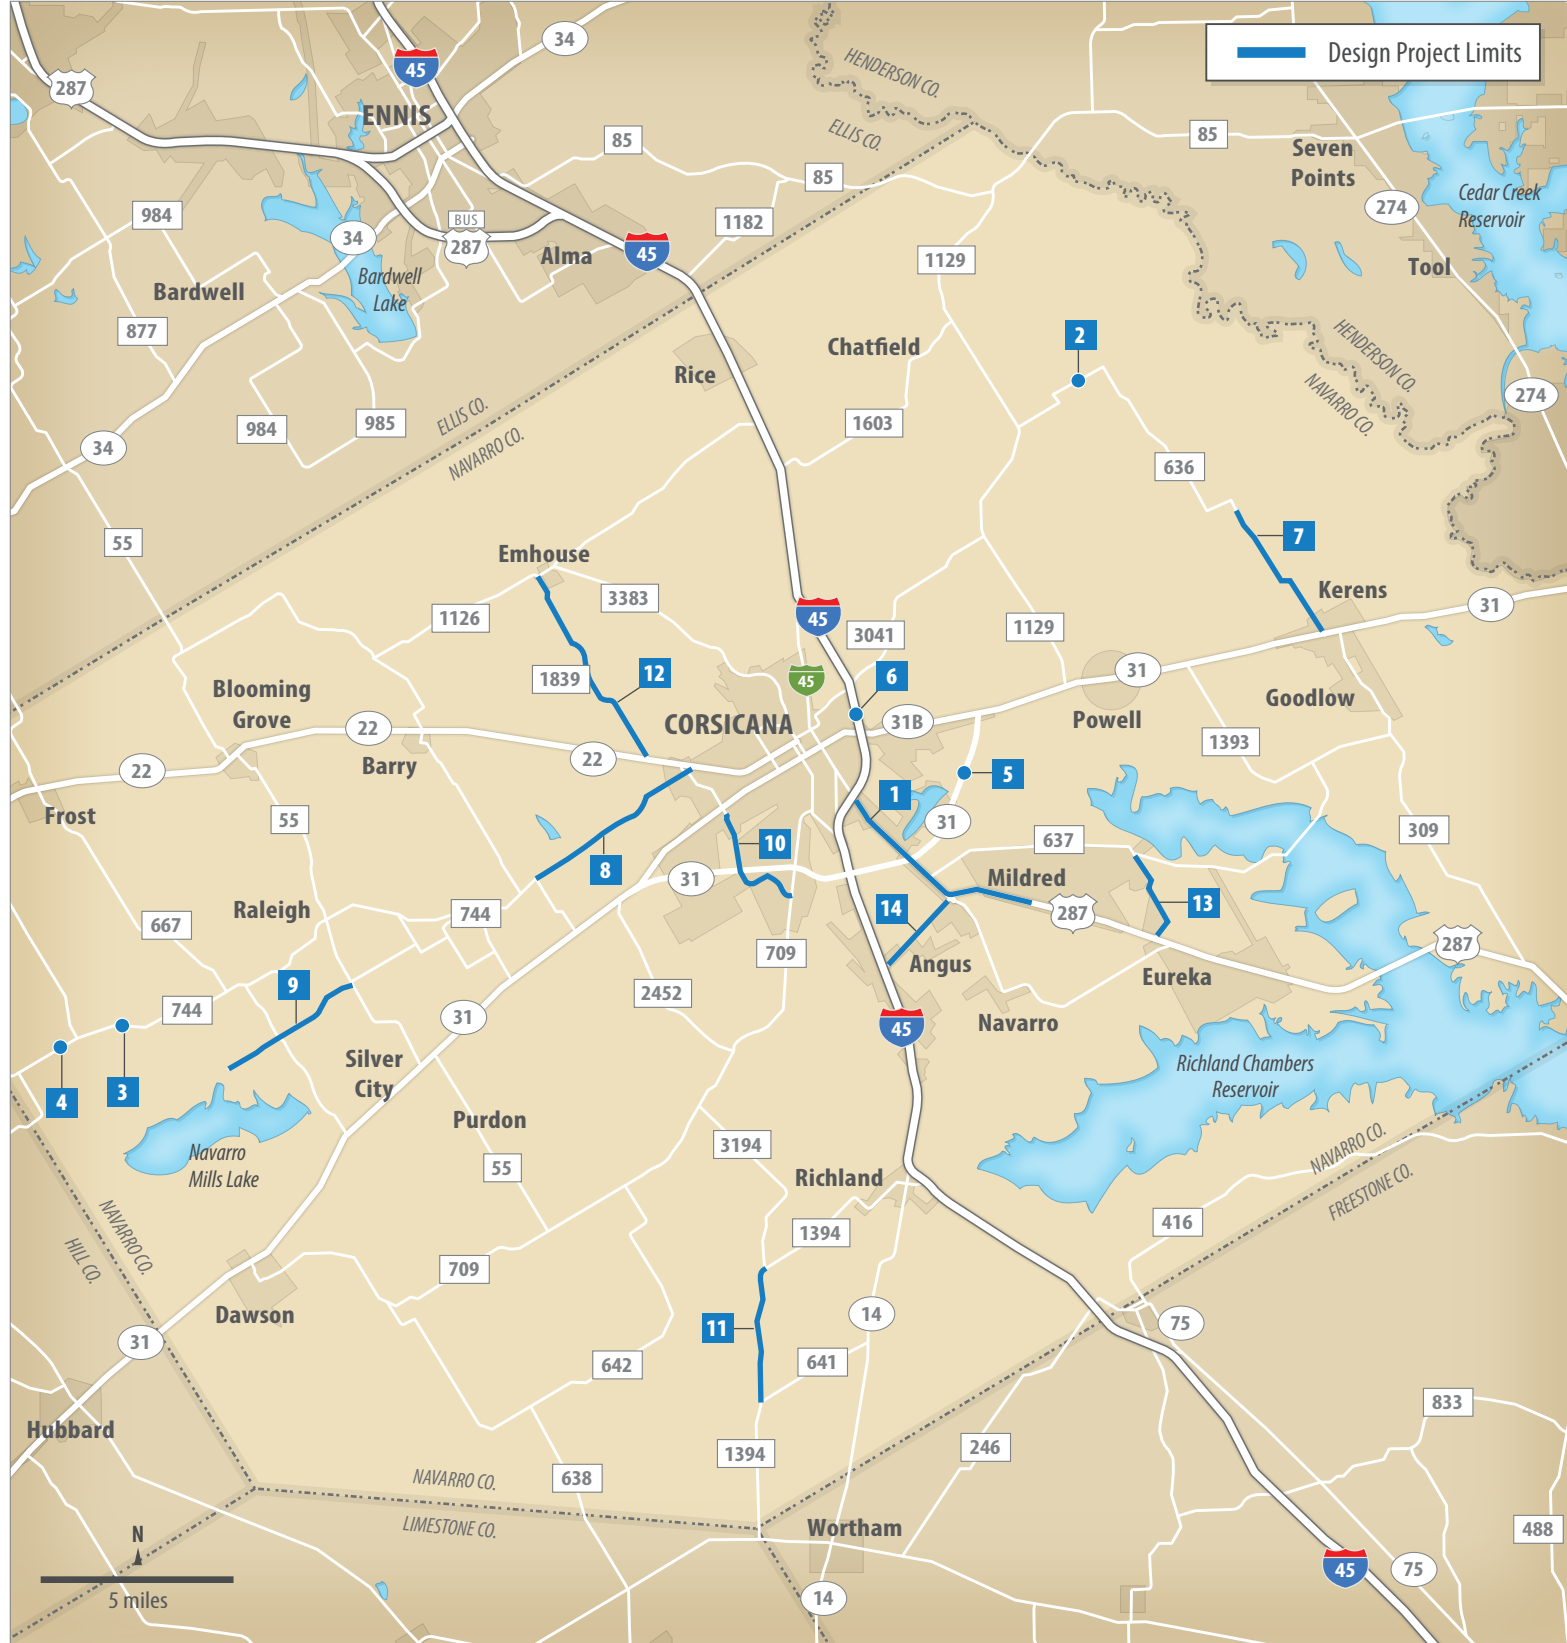 Design Project Limits
34
45
287
ENNIS
HENDERSON CO.
ELLIS CO.
85
85
85
Seven
Points
Cedar Creek
Reservoir
274
984
34
BUS
287
1182
45
Alma
1129
Tool
Bardwell
Bardwell
Lake
877
2
HENDERSON CO.
NAVARRO CO.
Chatfield
Rice
274
984
985
ELLIS CO.
NAVARRO CO.
1603
34
636
55
7
Emhouse
Kerens
3383
1126
45
3041
1129
31
1839
12
45
6
31
Blooming
Grove
CORSICANA
31B
Powell
Goodlow
22
1393
22
22
Barry
5
1
Frost
55
31
309
10
637
8
31
Mildred
Raleigh
744
14
287
13
667
709
Angus
287
Eureka
9
2452
744
31
45
Navarro
Silver
City
Richland Chambers
Reservoir
4
3
Purdon
Navarro
Mills Lake
3194
NAVARRO CO.
FREESTONE CO.
55
Richland
NAVARRO CO.
HILL CO.
416
1394
709
Dawson
14
75
11
31
642
641
833
Hubbard
1394
246
NAVARRO CO.
LIMESTONE CO.
638
Wortham
488
N
5 miles
45
75
14